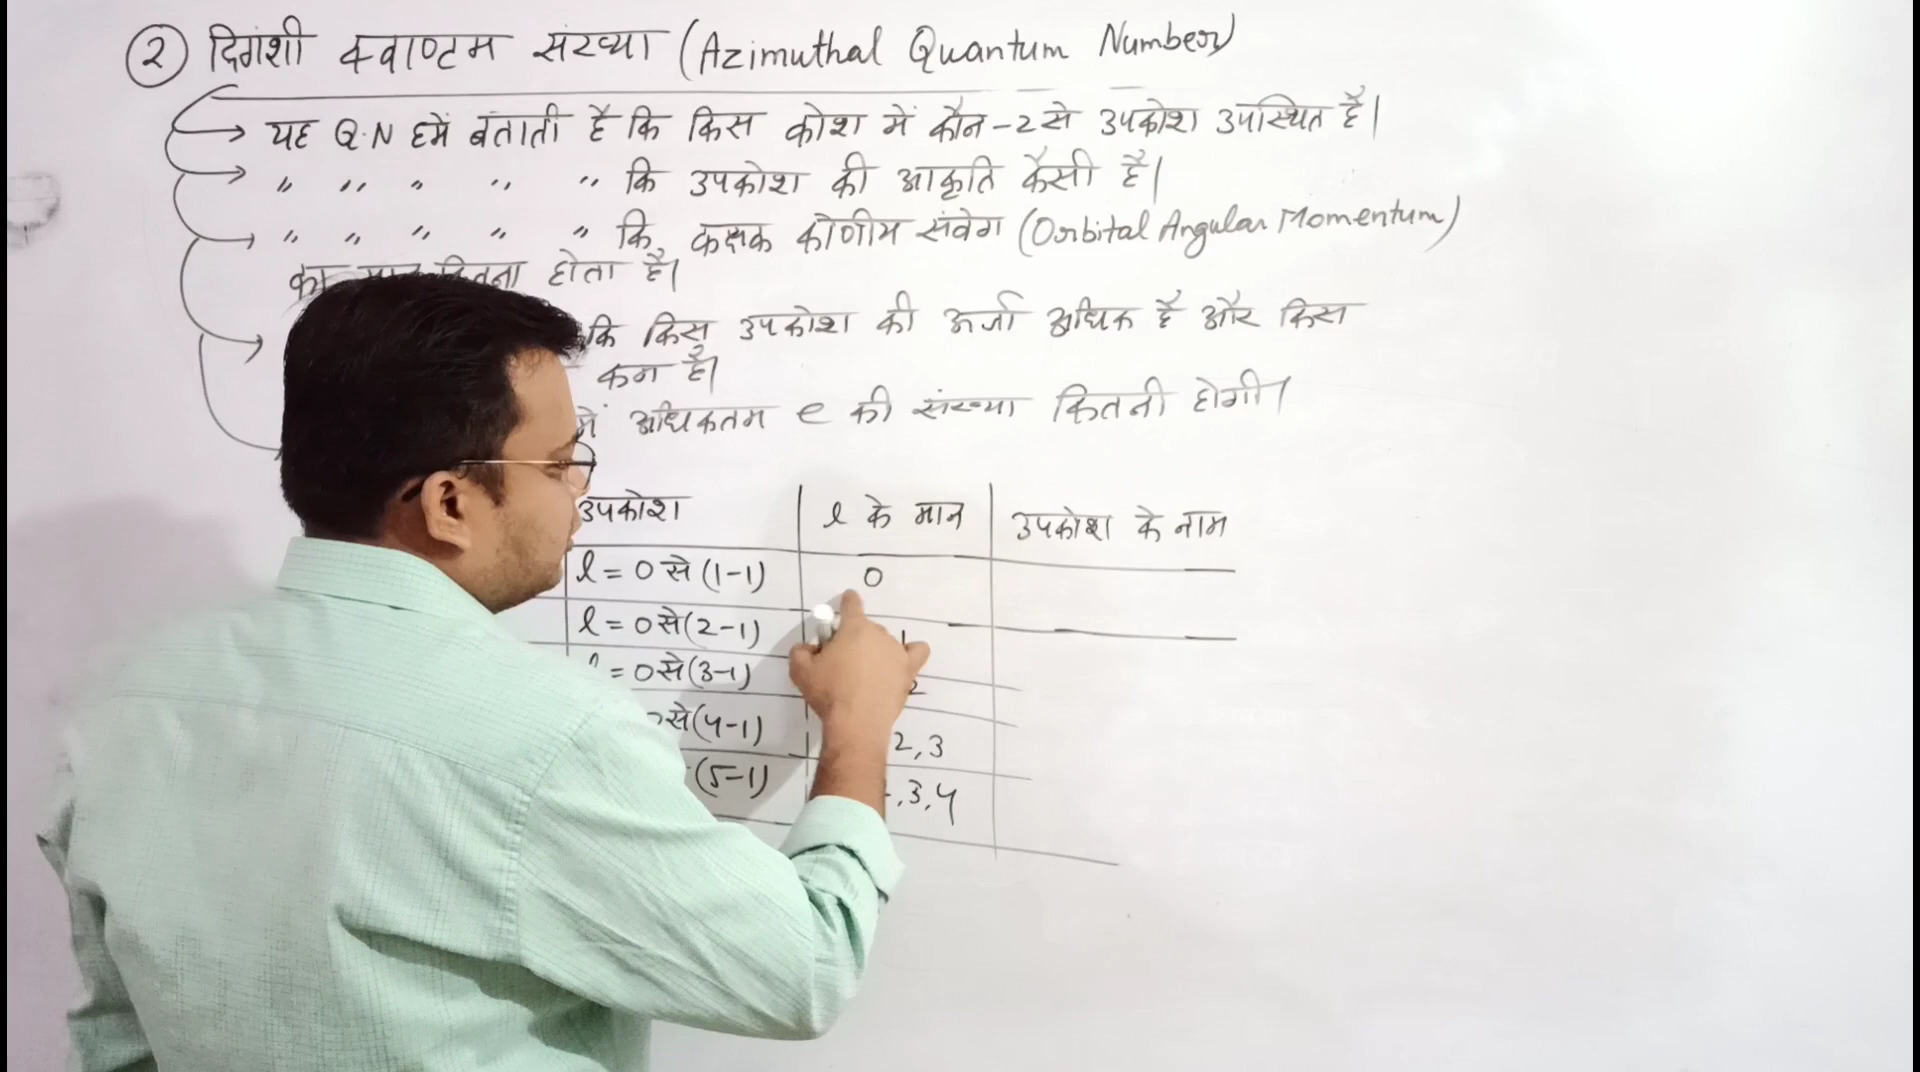 ② दिगंशी क्वाण्टम संख्या (Azimuthal Quantum Number)
→ यह Q.N हमें बताती है कि किस कोश में कौन-2 से उपकोश उपस्थित है।
→ " " " " " कि उपकोश की आकृति कैसी है।
→ " " " " " कि कक्षक कोणीय संवेग (Orbital Angular Momentum)
का होता है।
→ कि किस उपकोश की ऊर्जा अधिक है और किस
कम है।
में अधिकतम e की संख्या कितनी होगी।
उपकोश l के मान उपकोश के नाम
l = 0 से (1-1) 0
l = 0 से (2-1) 1
= 0 से (3-1) 2
से (4-1) 2, 3
(5-1) , 3, 4